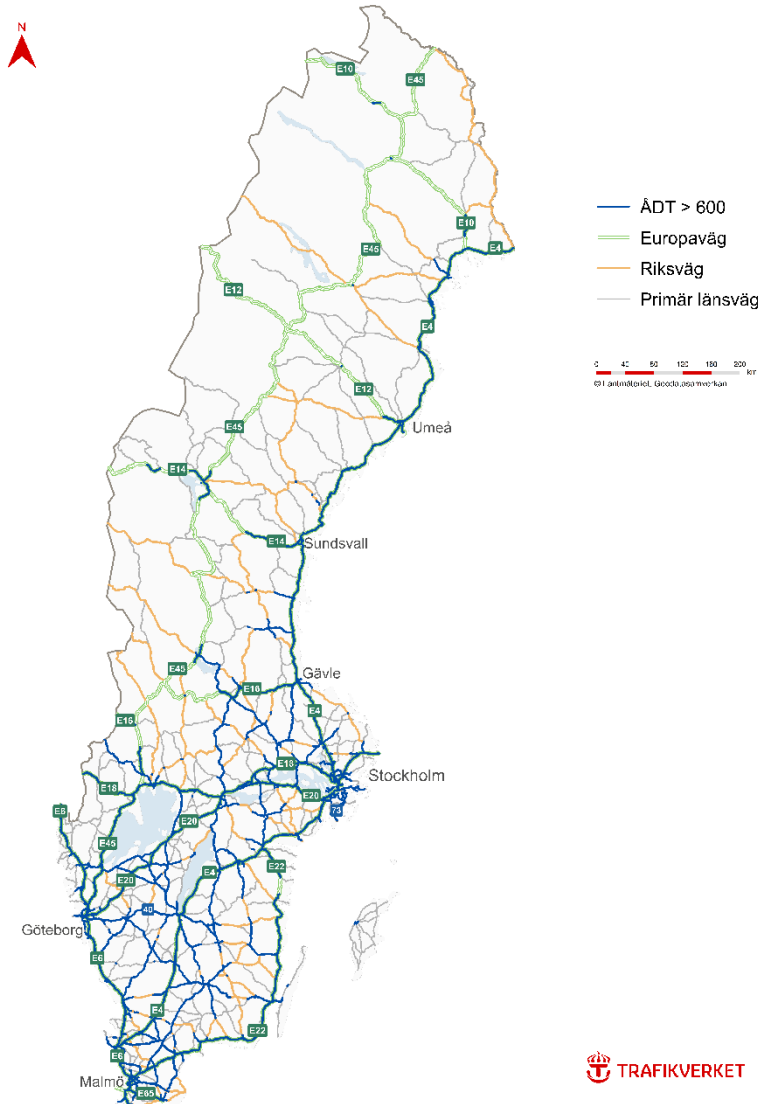 N
E10
E45
ÅDT > 600
Europaväg
Riksväg
Primär länsväg
E10
E4
E45
E12
E4
0 40 80 120 160 200
km
© Lantmäteriet, Geodatasamverkan
E12
Umeå
E45
E14
E14
Sundsvall
E45
Gävle
E16
E4
E16
E18
Stockholm
E18
E20
E6
73
E20
E45
E4
E22
E20
40
Göteborg
E6
E4
E22
E6
Malmö
E65
TRAFIKVERKET